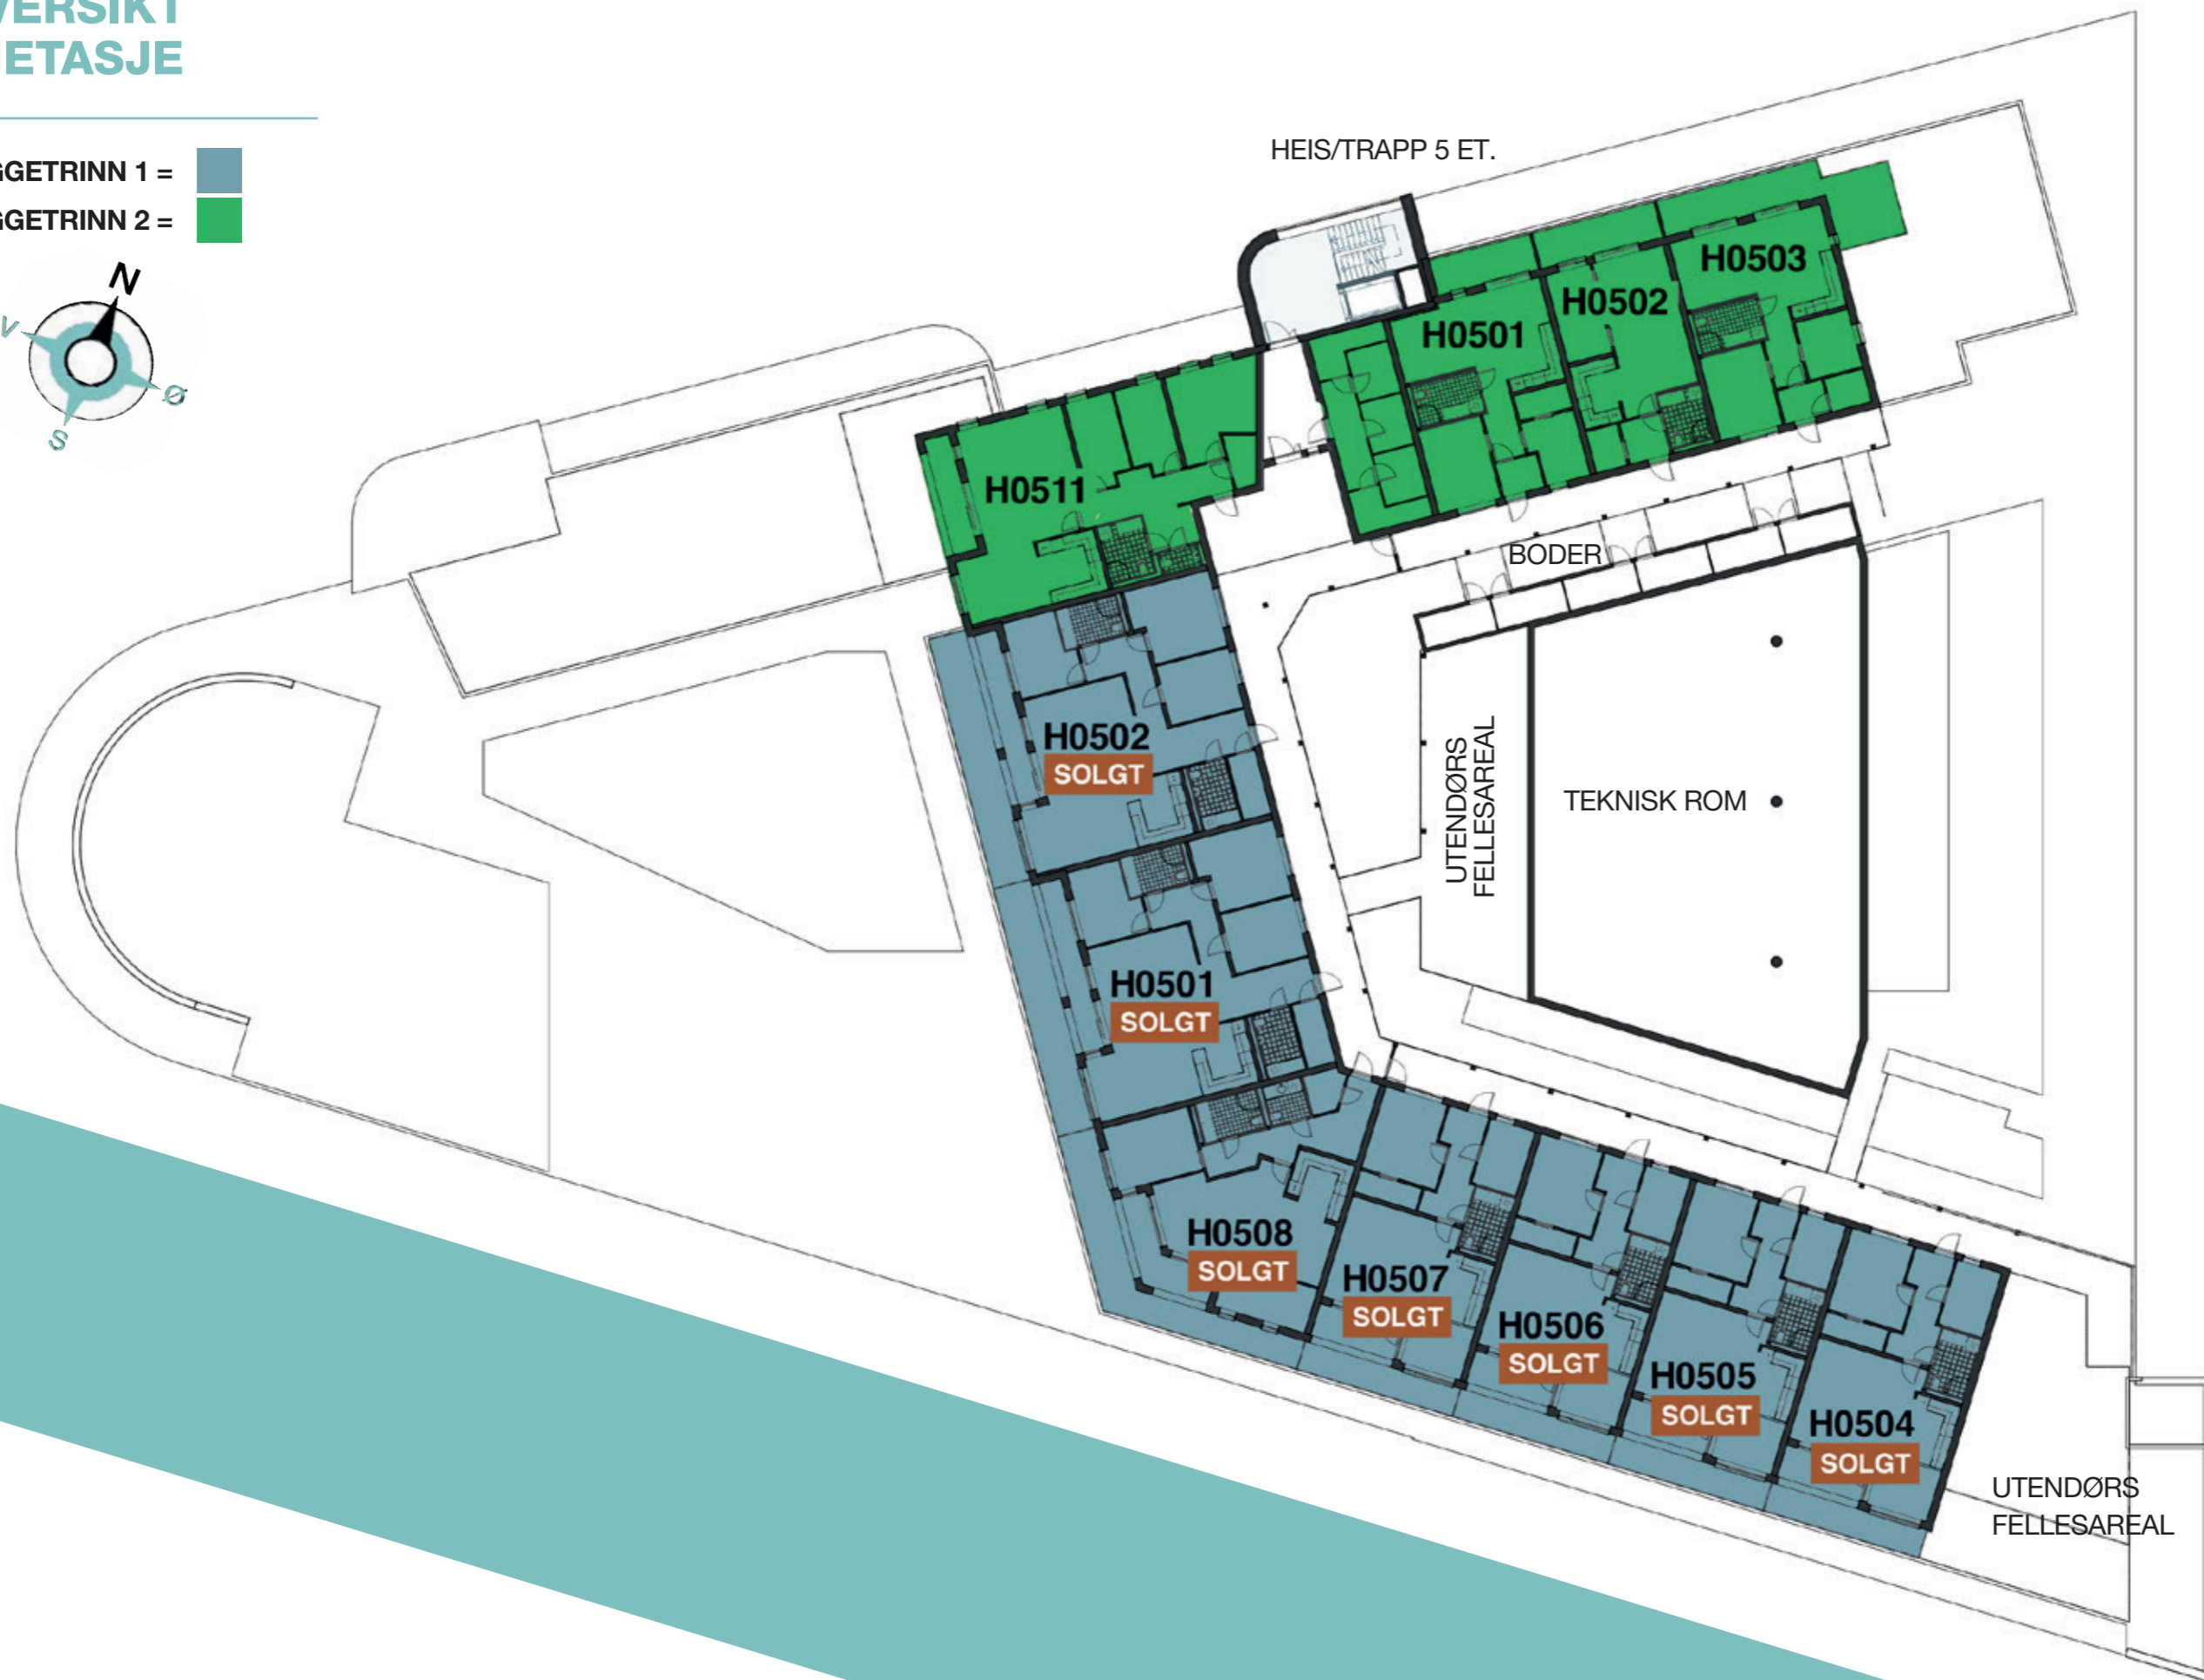 VERSIKT
ETASJE
GGETRINN 1 =
GGETRINN 2 =
N
V
Ø
S
HEIS/TRAPP 5 ET.
H0503
H0502
H0501
H0511
BODER
H0502
SOLGT
UTENDØRS
FELLESAREAL
TEKNISK ROM
H0501
SOLGT
H0508
SOLGT
H0507
SOLGT
H0506
SOLGT
H0505
SOLGT
H0504
SOLGT
UTENDØRS
FELLESAREAL